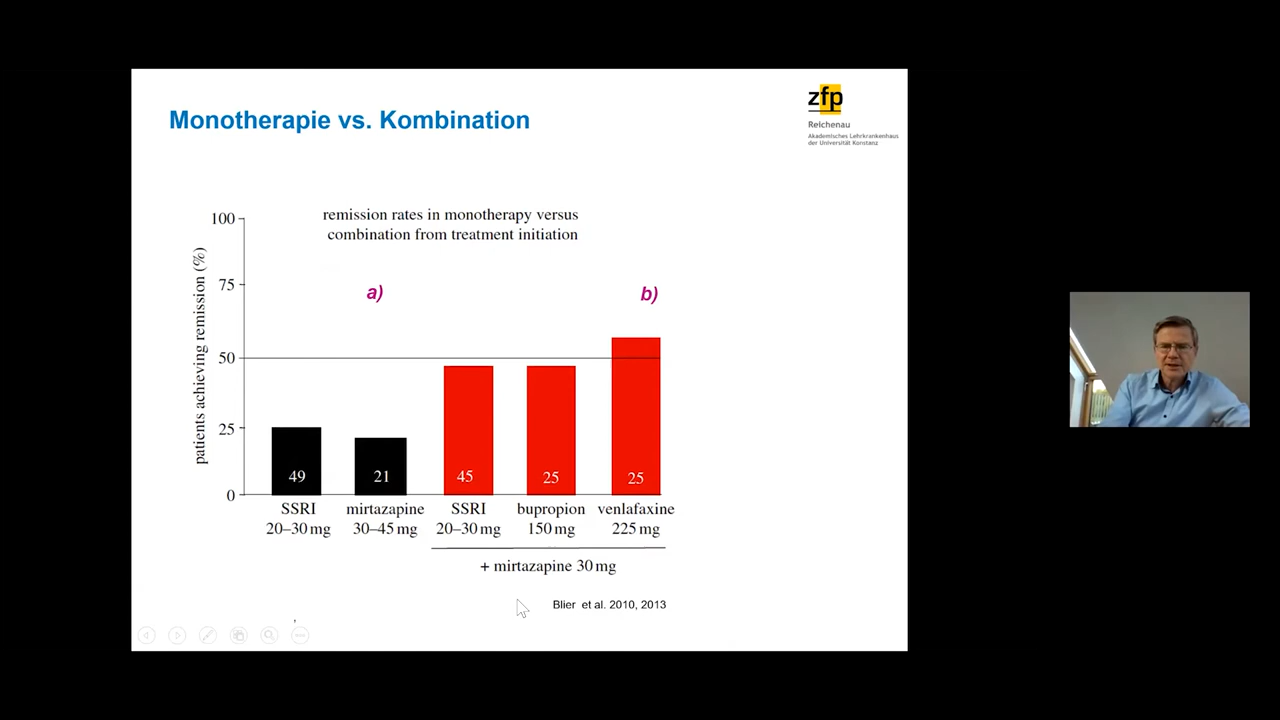 Monotherapie vs. Kombination
zfp
Reichenau
Akademisches Lehrkrankenhaus
der Universität Konstanz
remission rates in monotherapy versus
combination from treatment initiation
patients achieving remission (%)
100
75
50
25
0
a)
b)
49
21
45
25
25
SSRI
20–30 mg
mirtazapine
30–45 mg
SSRI
20–30 mg
bupropion
150 mg
venlafaxine
225 mg
+ mirtazapine 30 mg
Blier et al. 2010, 2013